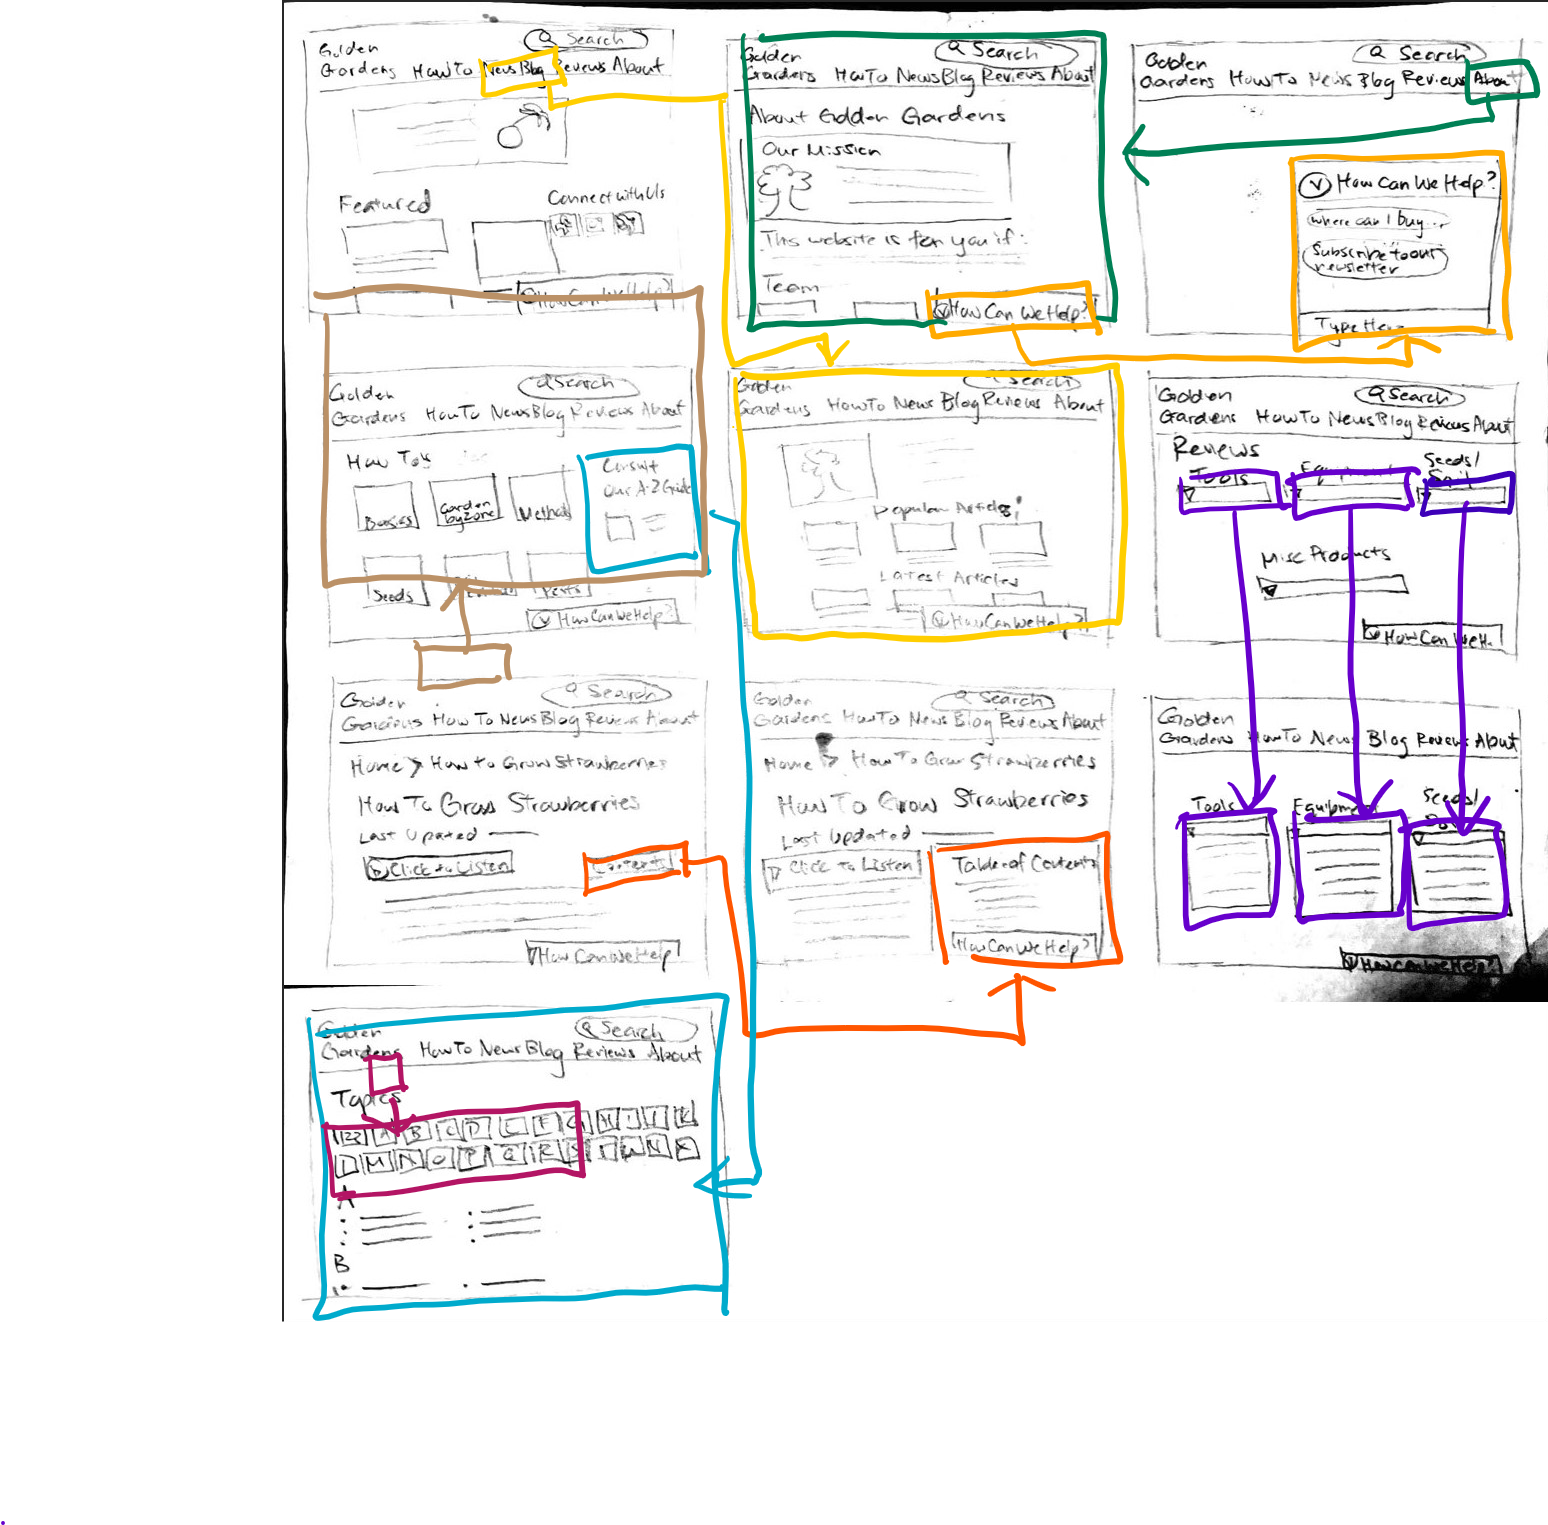 Golden
Search
Gardens How To News Blog Reviews About
Featured
Connect with Us
How Can We Help?
Golden
Search
Gardens How To News Blog Reviews About
About Golden Gardens
Our Mission
This website is for you if:
Team
How Can We Help?
Golden
Search
Gardens How To News Blog Reviews About
How Can We Help?
where can I buy...
Subscribe to our
newsletter
Type Here
Golden
Search
Gardens How To News Blog Reviews About
How Tos
Consult
our A-Z Guide
Basics
Garden
by zone
Methods
Seeds
Pests
How Can We Help?
Golden
Search
Gardens How To News Blog Reviews About
Popular Articles
Latest Articles
How Can We Help?
Golden
Search
Gardens How To News Blog Reviews About
Reviews
Tools
Equipment
Seeds/
Soil
Misc Products
How Can We H..
Golden
Search
Gardens How To News Blog Reviews About
Home > How to Grow Strawberries
How To Grow Strawberries
Last Updated
Click to Listen
Contents
How Can We Help?
Golden
Search
Gardens How To News Blog Reviews About
Home > How To Grow Strawberries
How To Grow Strawberries
Last Updated
Click to Listen
Table of Contents
How Can We Help?
Golden
Gardens How To News Blog Reviews About
Tools
Equipment
Seeds/
How Can We Help?
Golden
Search
Gardens How To News Blog Reviews About
Topics
123 A B C D E F G H I J K
L M N O P Q R S
A
B